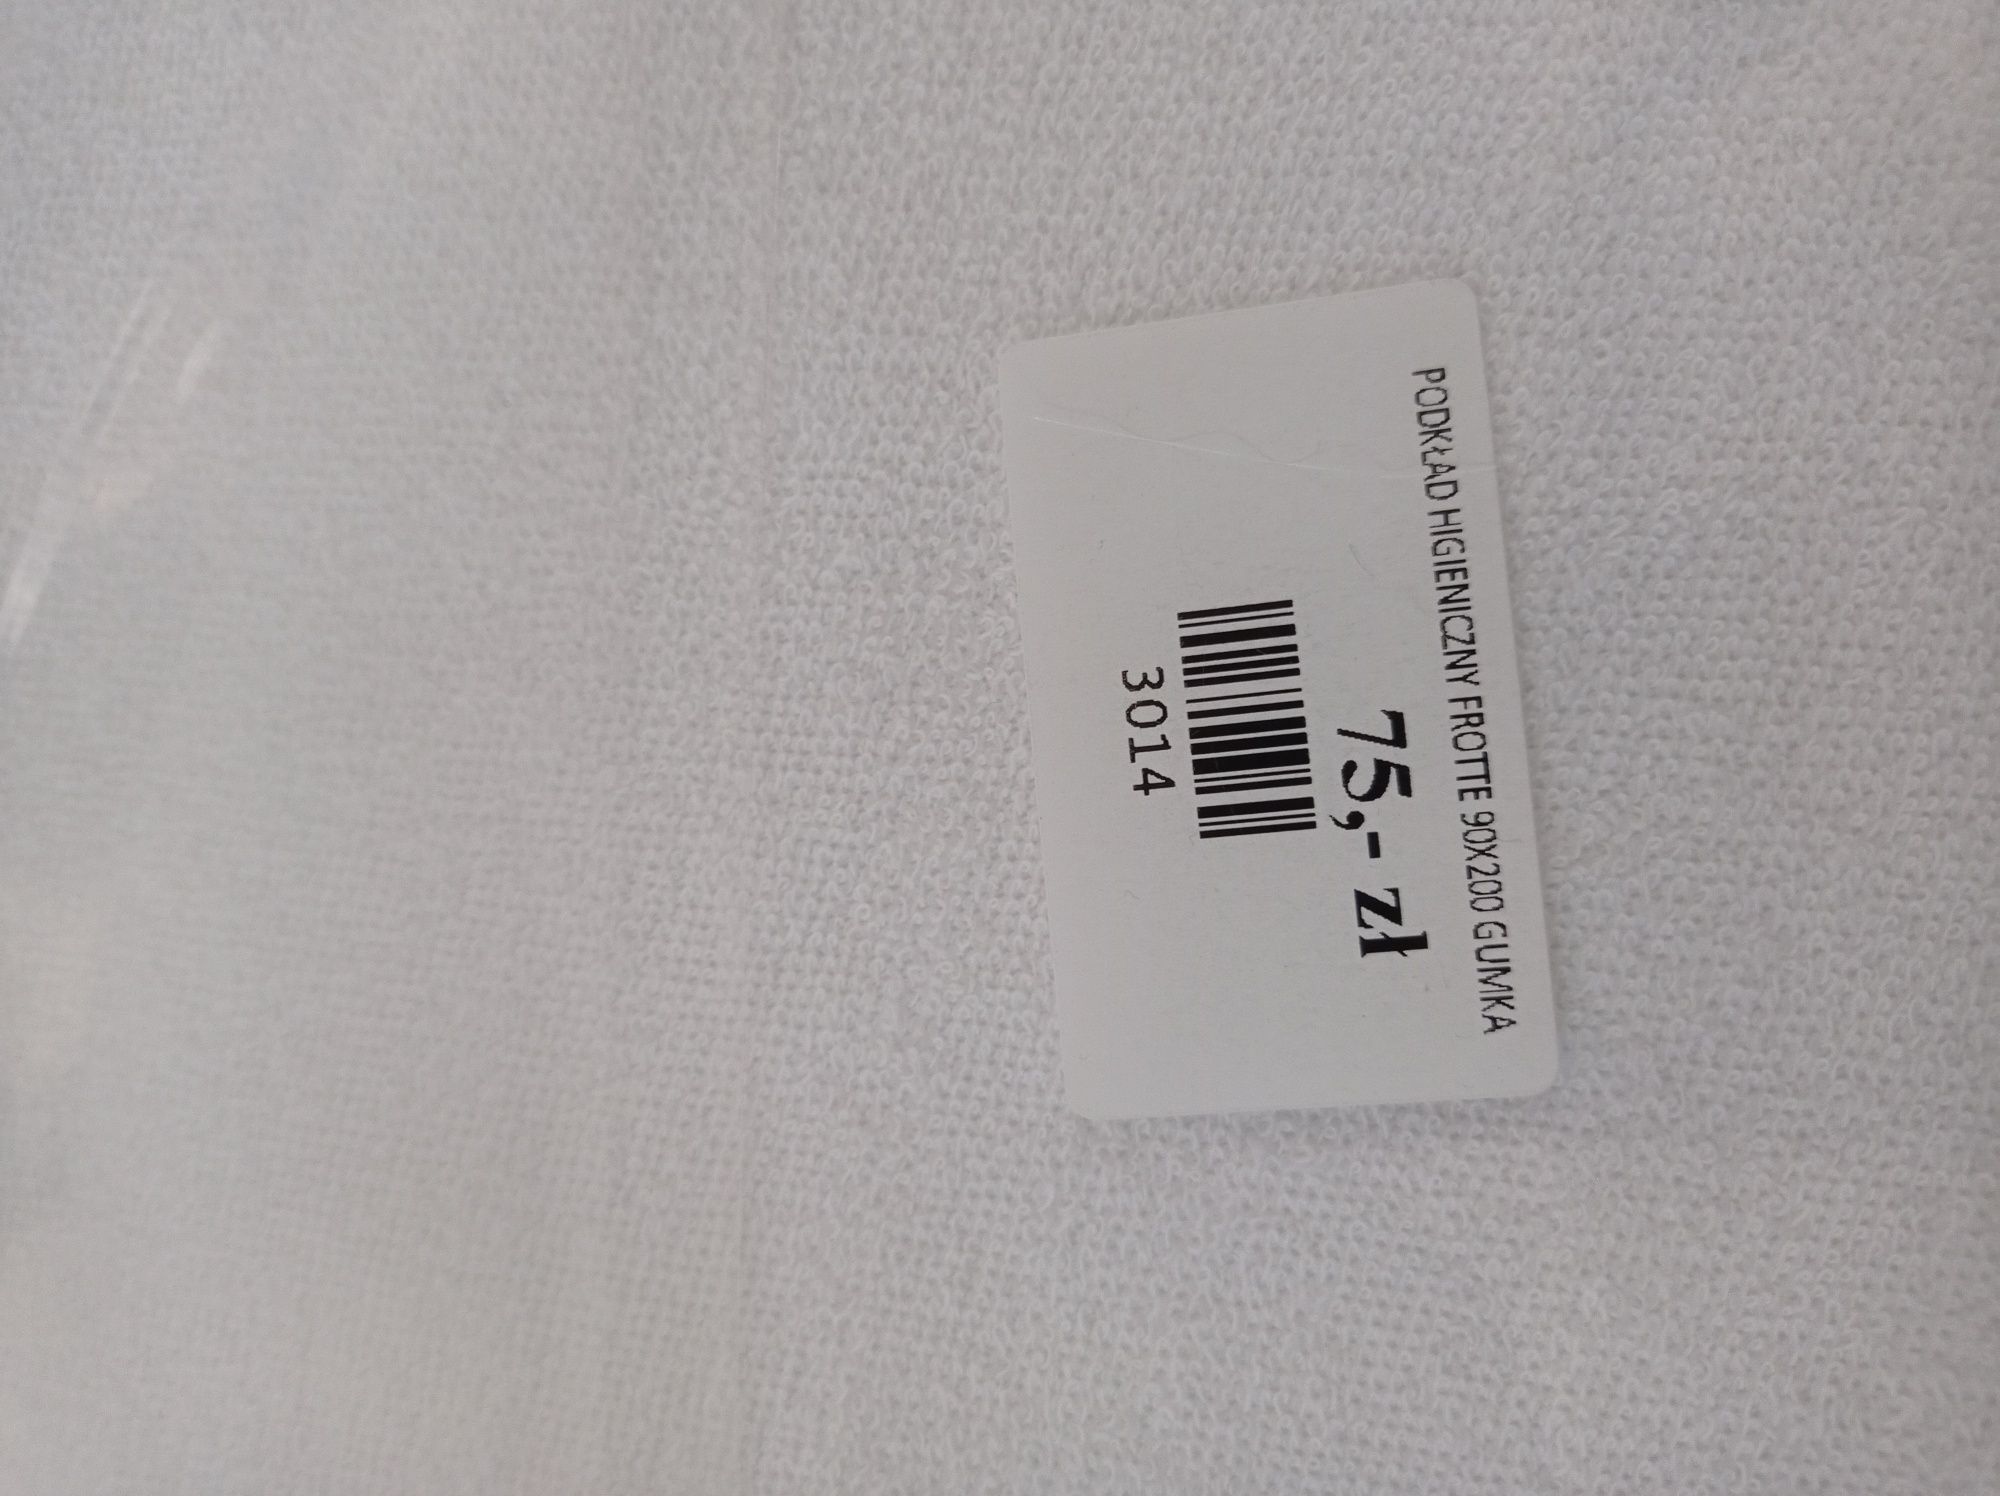 PODKŁAD HIGIENICZNY FROTTE 90X200 GUMKA
75,- zł
3014